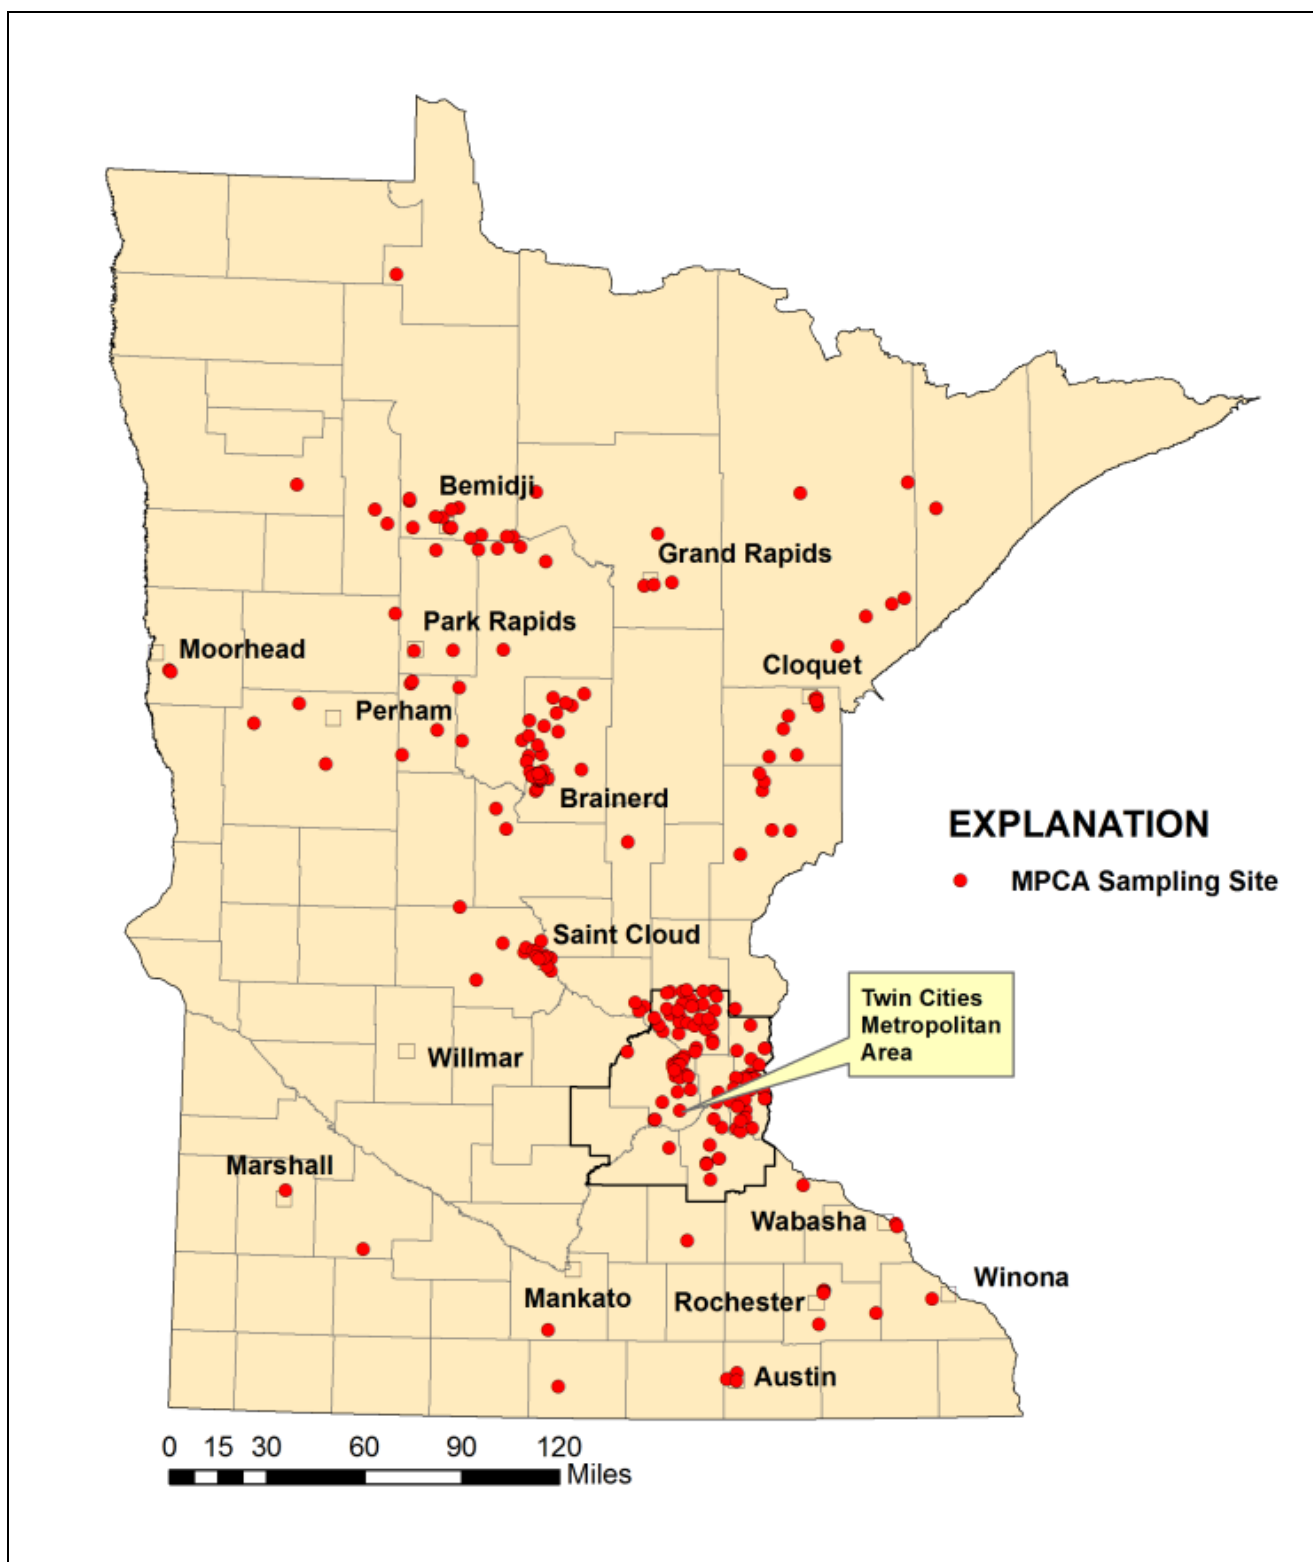 Bemidji
Grand Rapids
Park Rapids
Moorhead
Cloquet
Perham
Brainerd
EXPLANATION
MPCA Sampling Site
Saint Cloud
Twin Cities
Metropolitan
Area
Willmar
Marshall
Wabasha
Winona
Mankato
Rochester
Austin
0 15 30 60 90 120
Miles